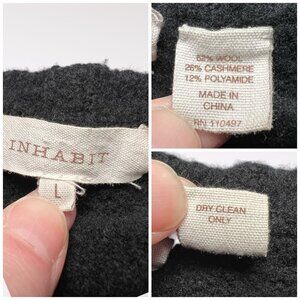 INHABIT
L
62% WOOL
26% CASHMERE
12% POLYAMIDE
MADE IN
CHINA
RN 110497
DRY CLEAN
ONLY